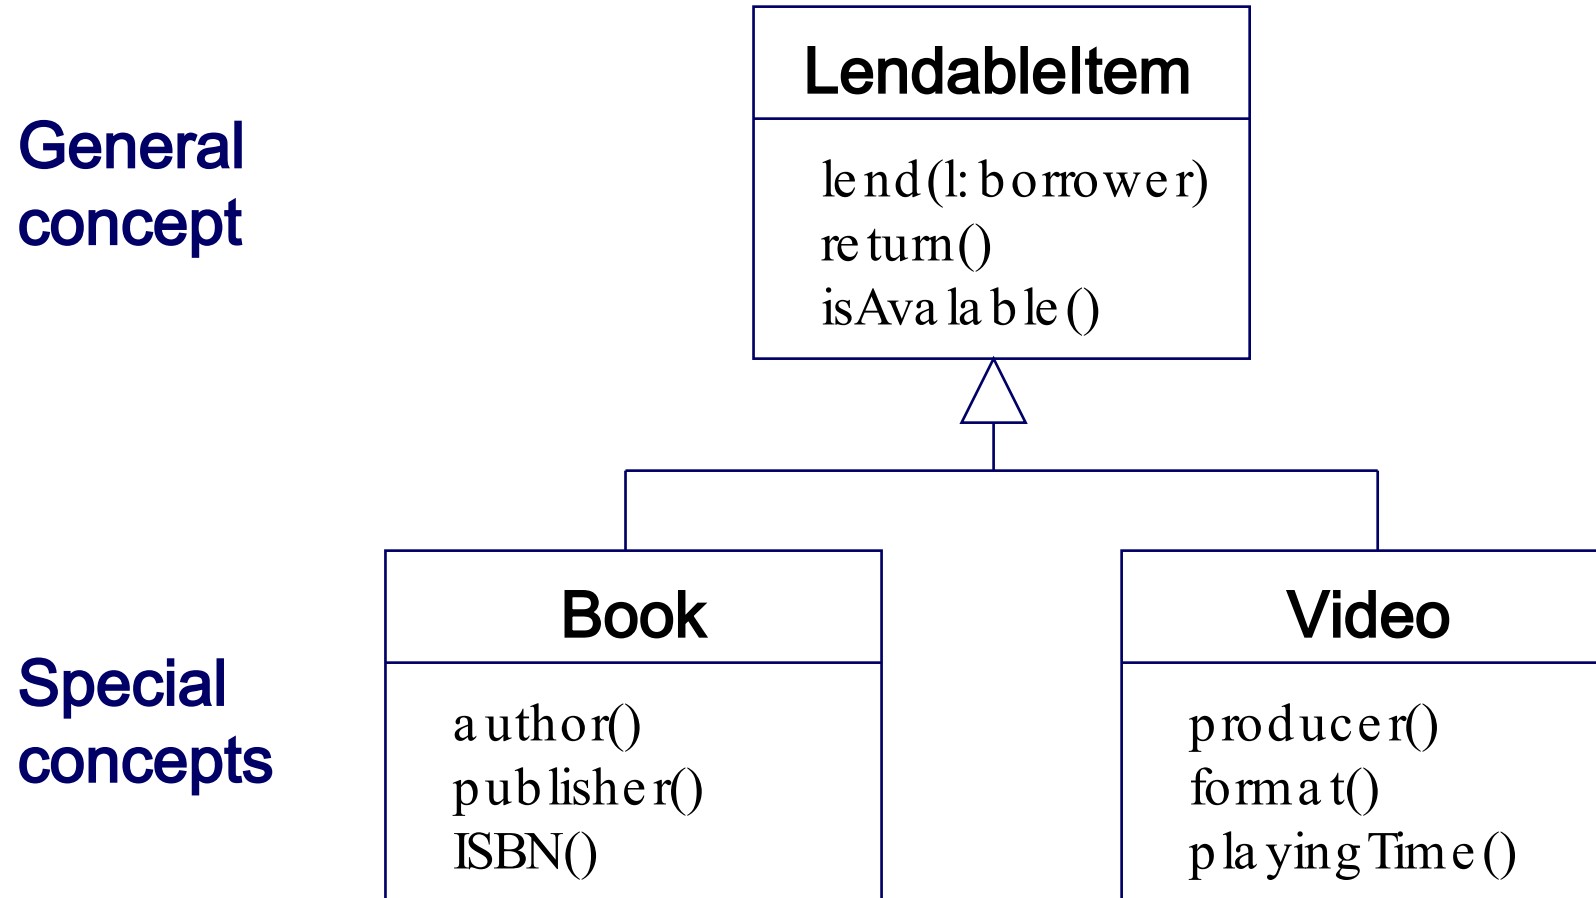 LendableItem
General
concept
lend(l: borrower)
return()
isAvalable()
Book
Video
Special
concepts
author()
publisher()
ISBN()
producer()
format()
playingTime()